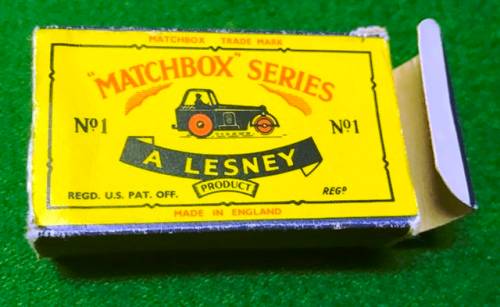 MATCHBOX TRADE MARK
"MATCHBOX" SERIES
Nº1 Nº1
A LESNEY
PRODUCT
REGD. U.S. PAT. OFF. REGᴰ
MADE IN ENGLAND